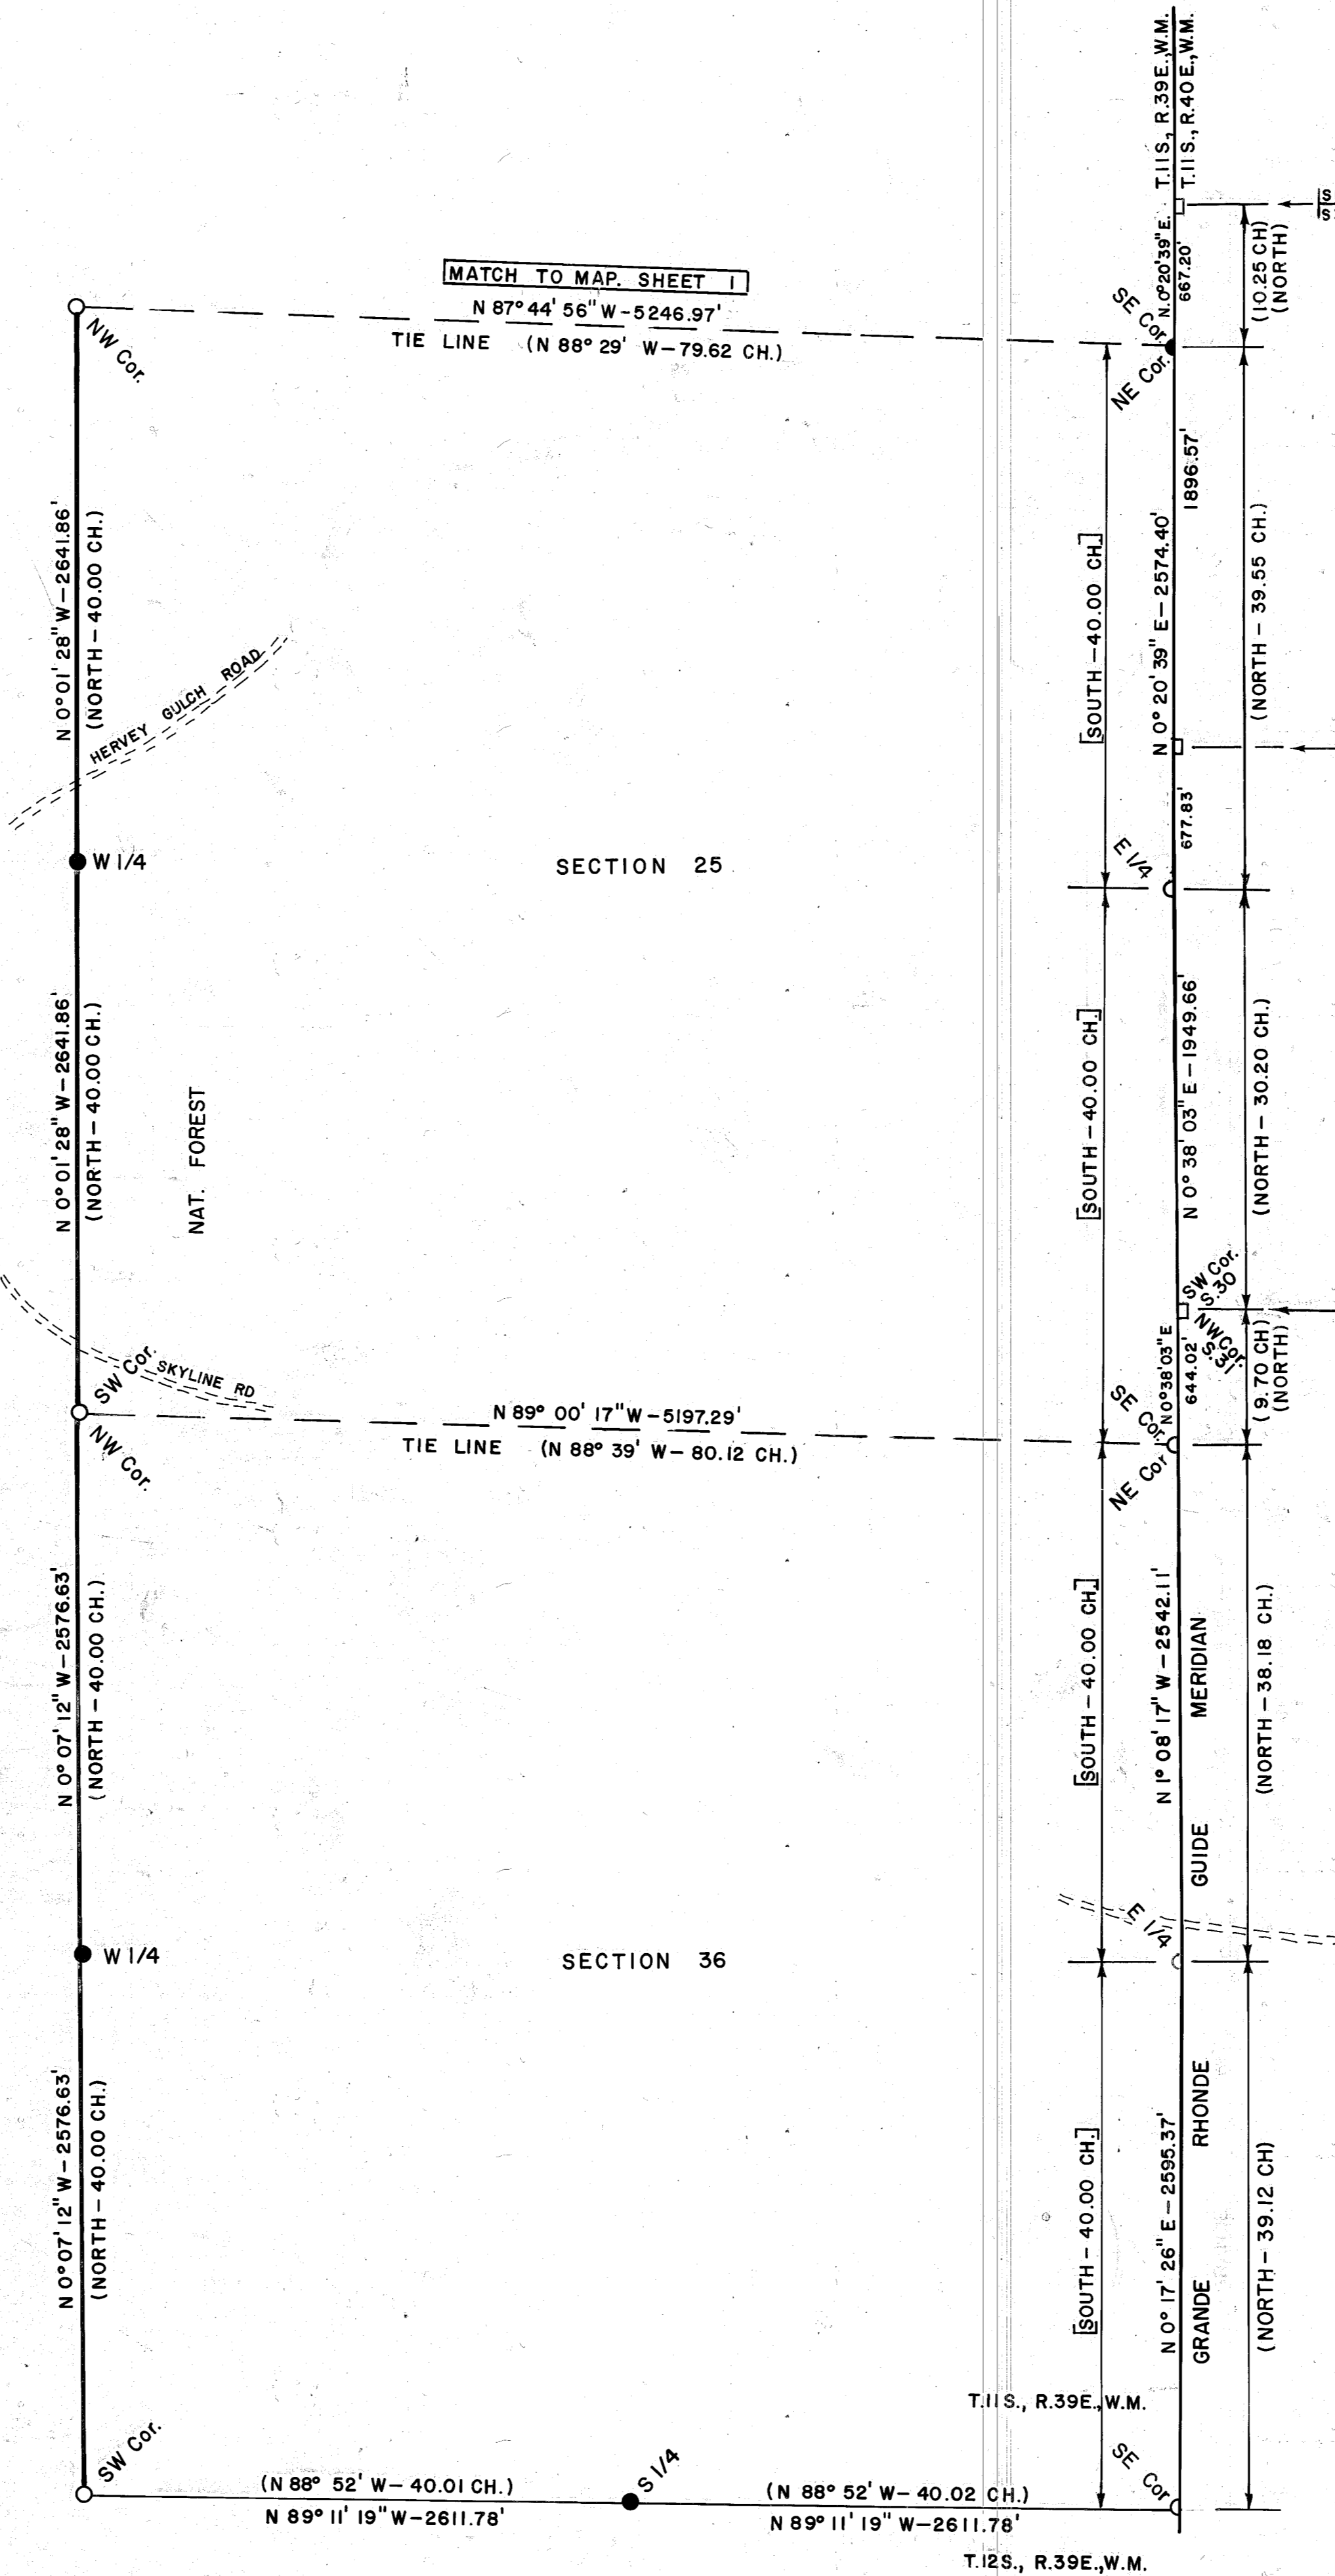 T.11S., R.39E.,W.M.
T.11S., R.40E.,W.M.
N.0°20'39"E.
667.20'
(10.25 CH)
(NORTH)
MATCH TO MAP. SHEET 1
N 87° 44' 56" W-5246.97'
TIE LINE (N 88° 29' W-79.62 CH.)
NW Cor.
SE Cor.
NE Cor.
1896.57'
N 0° 01' 28" W-2641.86'
(NORTH-40.00 CH.)
HERVEY GULCH ROAD
[SOUTH-40.00 CH.]
N 0° 20' 39" E-2574.40'
(NORTH-39.55 CH.)
677.83'
W 1/4
SECTION 25
E 1/4
N 0° 01' 28" W-2641.86'
(NORTH-40.00 CH.)
NAT. FOREST
[SOUTH-40.00 CH.]
N 0° 38' 03" E-1949.66'
(NORTH-30.20 CH.)
SW Cor.
S.30
NW Cor.
S.31
N 0°38'03"E
644.02'
(9.70 CH)
(NORTH)
SW Cor.
SKYLINE RD
N 89° 00' 17" W-5197.29'
TIE LINE (N 88° 39' W-80.12 CH.)
NW Cor.
SE Cor.
NE Cor
N 0° 07' 12" W-2576.63'
(NORTH-40.00 CH.)
[SOUTH-40.00 CH.]
N 1° 08' 17" W-2542.11'
MERIDIAN
(NORTH-38.18 CH.)
GUIDE
W 1/4
SECTION 36
E 1/4
N 0° 07' 12" W-2576.63'
(NORTH-40.00 CH.)
[SOUTH-40.00 CH.]
N 0° 17' 26" E-2595.37'
RHONDE
GRANDE
(NORTH-39.12 CH)
T.11S., R.39E.,W.M.
SW Cor.
(N 88° 52' W-40.01 CH.)
N 89° 11' 19" W-2611.78'
S 1/4
(N 88° 52' W-40.02 CH.)
N 89° 11' 19" W-2611.78'
SE Cor
T.12S., R.39E.,W.M.